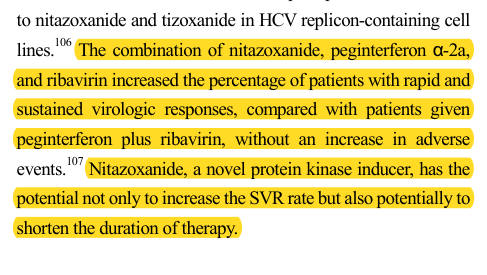 to nitazoxanide and tizoxanide in HCV replicon-containing cell
lines.106 The combination of nitazoxanide, peginterferon α-2a,
and ribavirin increased the percentage of patients with rapid and
sustained virologic responses, compared with patients given
peginterferon plus ribavirin, without an increase in adverse
events.107 Nitazoxanide, a novel protein kinase inducer, has the
potential not only to increase the SVR rate but also potentially to
shorten the duration of therapy.